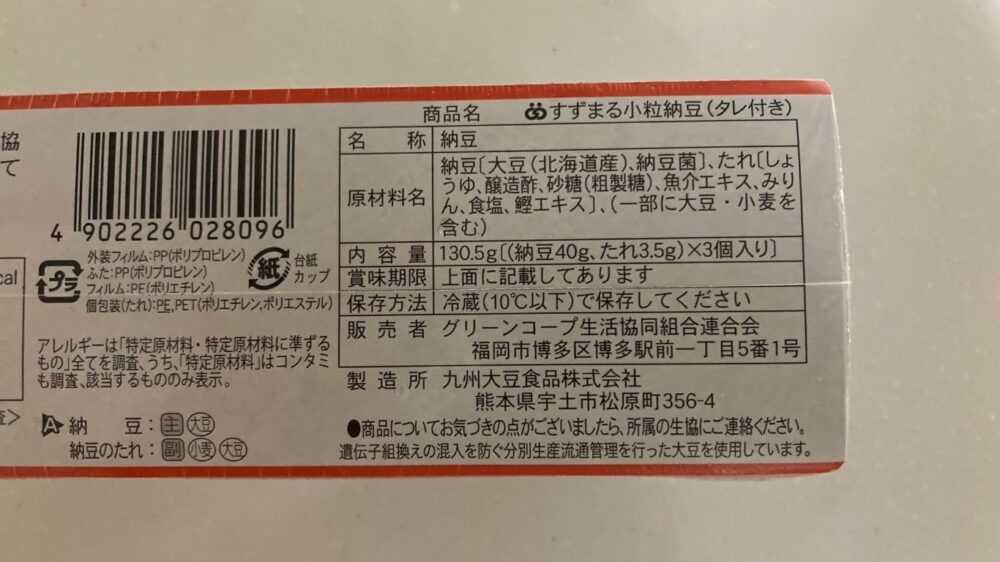 協
て
cal
査>
4 902226 028096
プラ
外装フィルム:PP(ポリプロピレン)
ふた:PP(ポリプロピレン)
フィルム:PE(ポリエチレン)
個包装(たれ):PE,PET(ポリエチレン,ポリエステル)
紙
台紙
カップ
アレルギーは「特定原材料・特定原材料に準ずる
もの」全てを調査、うち、「特定原材料」はコンタミ
も調査、該当するもののみ表示。
A 納 豆:主 大豆
納豆のたれ:副 小麦 大豆
商品名 すずまる小粒納豆(タレ付き)
名 称 納豆
原材料名 納豆〔大豆(北海道産)、納豆菌〕、たれ〔しょ
うゆ、醸造酢、砂糖(粗製糖)、魚介エキス、みり
ん、食塩、鰹エキス〕、(一部に大豆・小麦を
含む)
内 容 量 130.5g〔(納豆40g、たれ3.5g)×3個入り〕
賞味期限 上面に記載してあります
保存方法 冷蔵(10℃以下)で保存してください
販 売 者 グリーンコープ生活協同組合連合会
福岡市博多区博多駅前一丁目5番1号
製 造 所 九州大豆食品株式会社
熊本県宇土市松原町356-4
●商品についてお気づきの点がございましたら、所属の生協にご連絡ください。
遺伝子組換えの混入を防ぐ分別生産流通管理を行った大豆を使用しています。